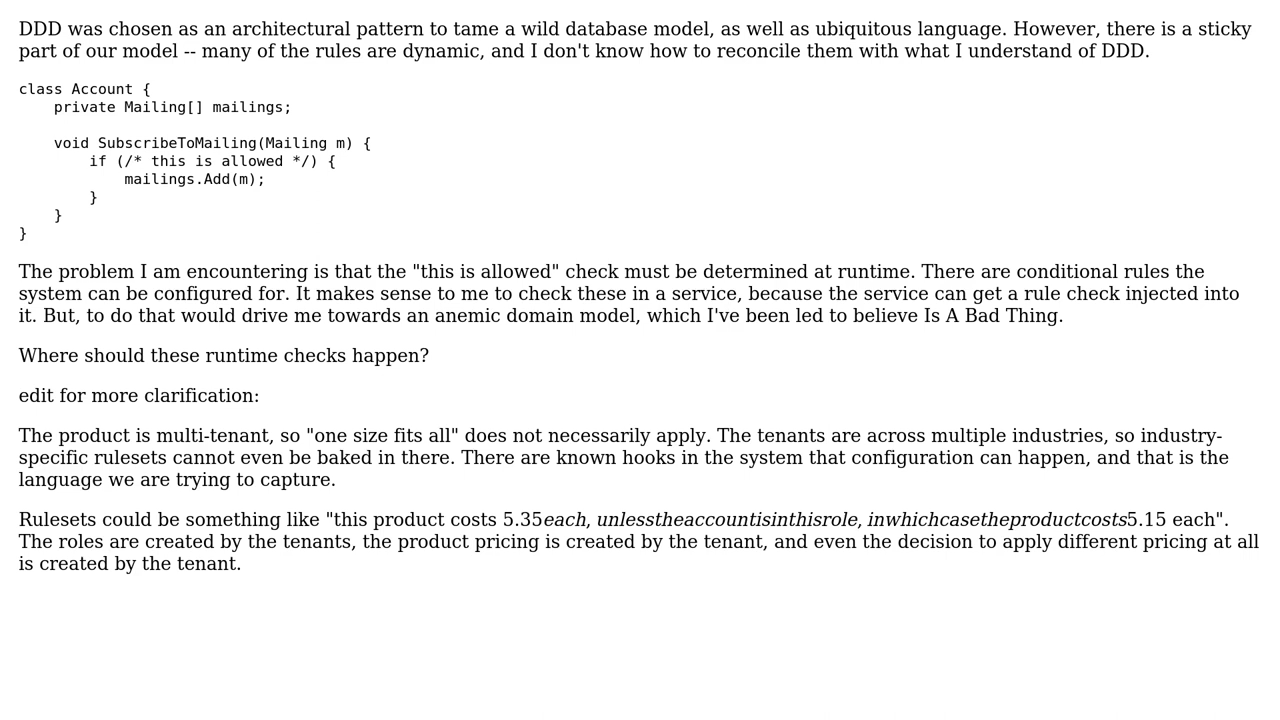 DDD was chosen as an architectural pattern to tame a wild database model, as well as ubiquitous language. However, there is a sticky
part of our model -- many of the rules are dynamic, and I don't know how to reconcile them with what I understand of DDD.
class Account {
    private Mailing[] mailings;
    void SubscribeToMailing(Mailing m) {
        if (/* this is allowed */) {
            mailings.Add(m);
        }
    }
}
The problem I am encountering is that the "this is allowed" check must be determined at runtime. There are conditional rules the
system can be configured for. It makes sense to me to check these in a service, because the service can get a rule check injected into
it. But, to do that would drive me towards an anemic domain model, which I've been led to believe Is A Bad Thing.
Where should these runtime checks happen?
edit for more clarification:
The product is multi-tenant, so "one size fits all" does not necessarily apply. The tenants are across multiple industries, so industry-
specific rulesets cannot even be baked in there. There are known hooks in the system that configuration can happen, and that is the
language we are trying to capture.
Rulesets could be something like "this product costs 5.35each, unlesstheaccountisinthisrole, inwhichcasetheproductcosts5.15 each".
The roles are created by the tenants, the product pricing is created by the tenant, and even the decision to apply different pricing at all
is created by the tenant.